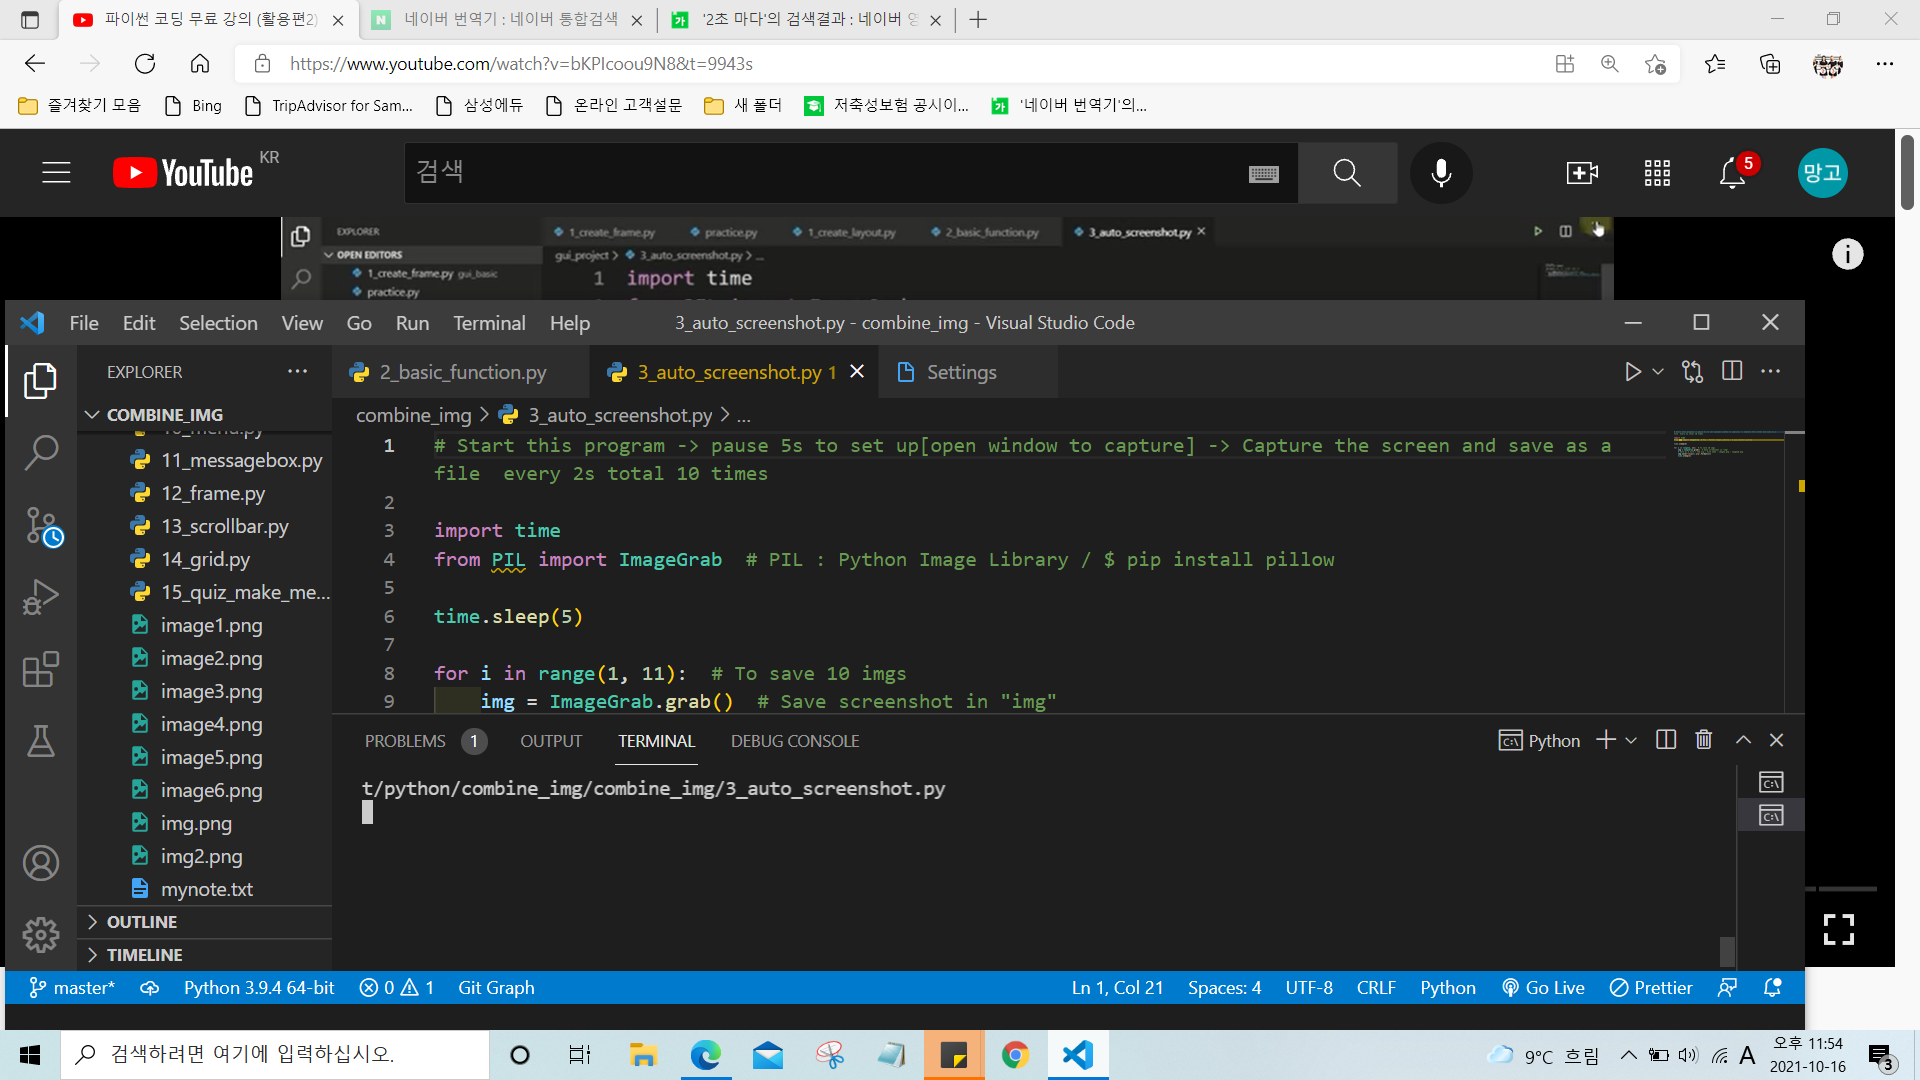 파이썬 코딩 무료 강의 (활용편2)
네이버 번역기 : 네이버 통합검색
'2초 마다'의 검색결과 : 네이버 영
https://www.youtube.com/watch?v=bKPIcoou9N8&t=9943s
즐겨찾기 모음
Bing
TripAdvisor for Sam...
삼성에듀
온라인 고객설문
새 폴더
저축성보험 공시이...
'네이버 번역기'의...
YouTube KR
검색
5
망고
EXPLORER
1_create_frame.py
practice.py
1_create_layout.py
2_basic_function.py
3_auto_screenshot.py
OPEN EDITORS
gui_project > 3_auto_screenshot.py > ...
1_create_frame.py gui_basic
1 import time
practice.py
File Edit Selection View Go Run Terminal Help
3_auto_screenshot.py - combine_img - Visual Studio Code
EXPLORER
2_basic_function.py
3_auto_screenshot.py 1
Settings
COMBINE_IMG
combine_img > 3_auto_screenshot.py > ...
11_messagebox.py
12_frame.py
13_scrollbar.py
14_grid.py
15_quiz_make_me...
image1.png
image2.png
image3.png
image4.png
image5.png
image6.png
img.png
img2.png
mynote.txt
OUTLINE
TIMELINE
1 # Start this program -> pause 5s to set up[open window to capture] -> Capture the screen and save as a
file  every 2s total 10 times
2
3 import time
4 from PIL import ImageGrab  # PIL : Python Image Library / $ pip install pillow
5
6 time.sleep(5)
7
8 for i in range(1, 11):  # To save 10 imgs
9     img = ImageGrab.grab()  # Save screenshot in "img"
PROBLEMS 1 OUTPUT TERMINAL DEBUG CONSOLE
Python
t/python/combine_img/combine_img/3_auto_screenshot.py
master*
Python 3.9.4 64-bit
0 1
Git Graph
Ln 1, Col 21
Spaces: 4
UTF-8
CRLF
Python
Go Live
Prettier
검색하려면 여기에 입력하십시오.
가
9°C 흐림
A
오후 11:54
2021-10-16
3